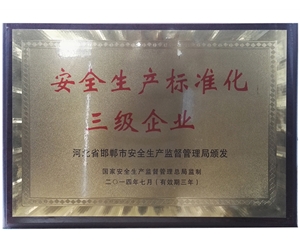 安全生产标准化
三级企业
河北省邯郸市安全生产监督管理局颁发
国家安全生产监督管理总局监制
二〇一四年七月(有效期三年)